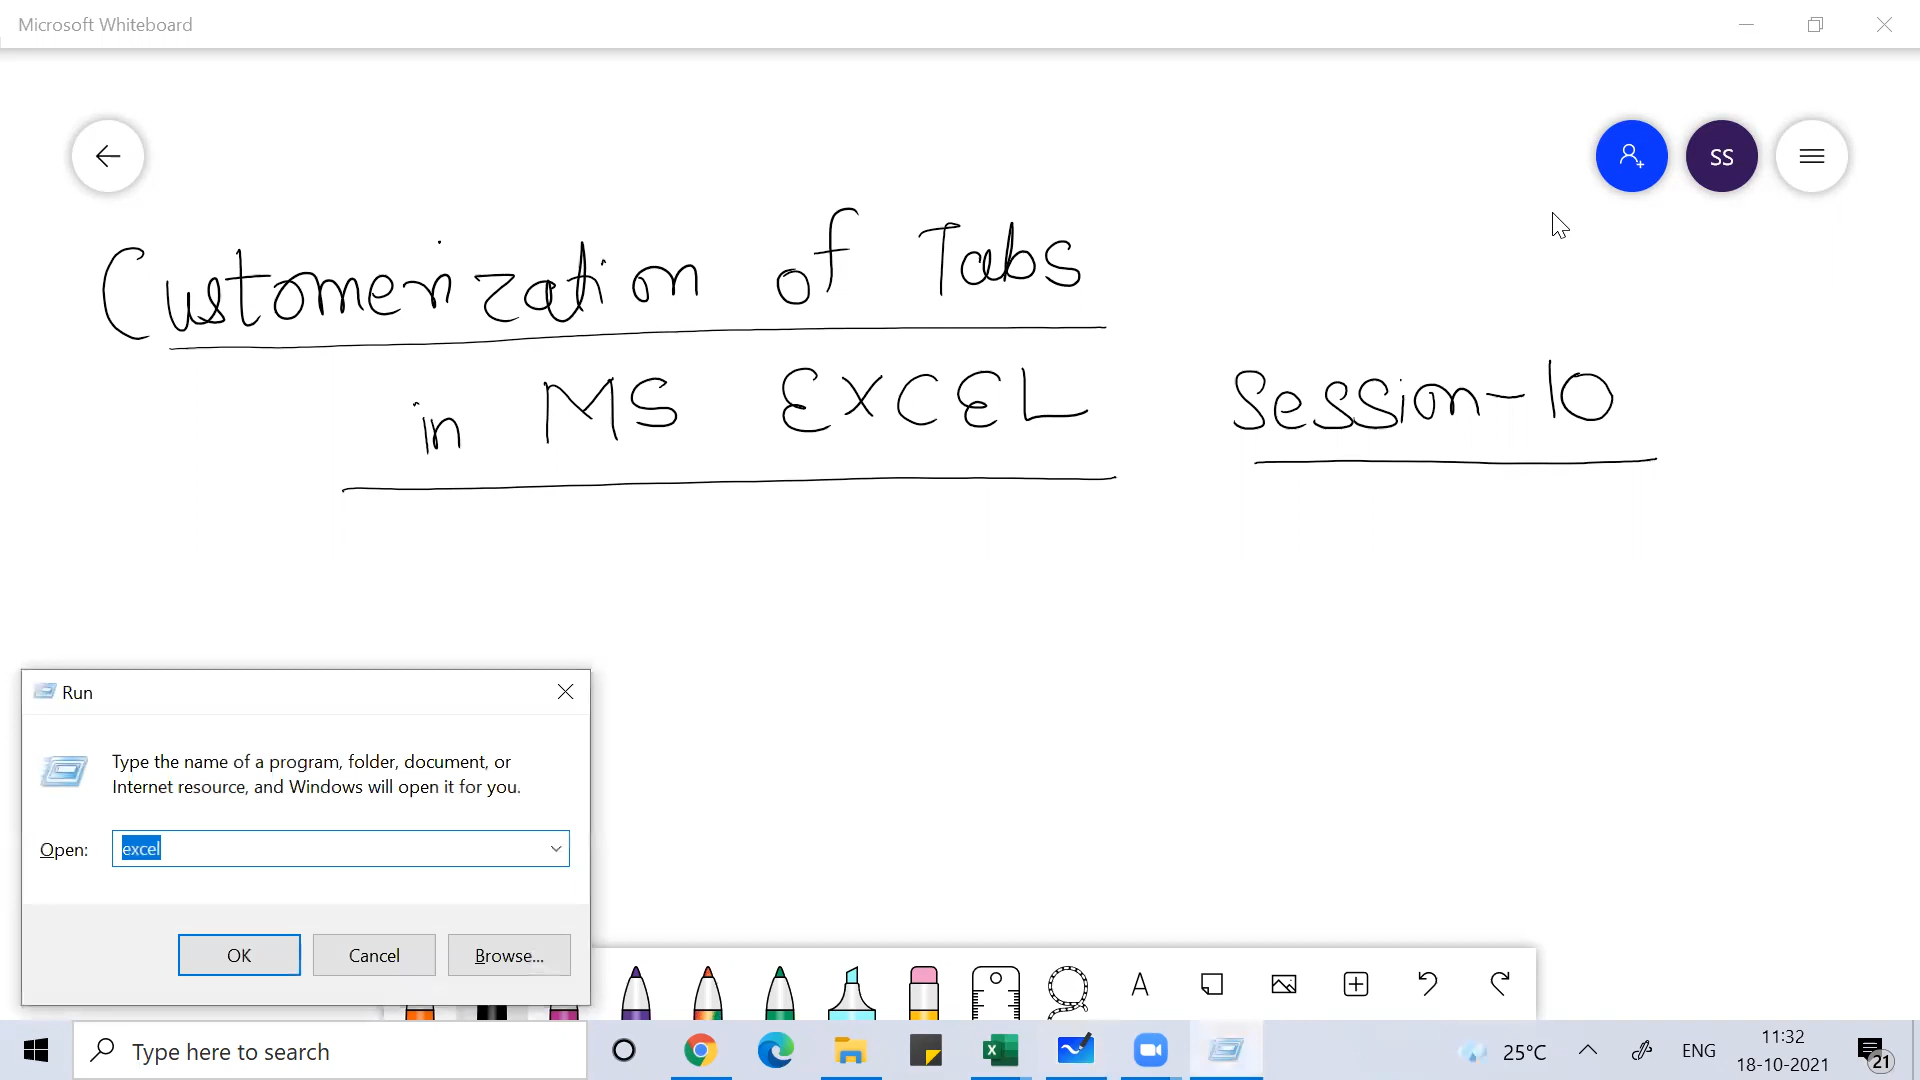 Microsoft Whiteboard
SS
Customerization of Tabs
in MS EXCEL Session-10
Run
Type the name of a program, folder, document, or
Internet resource, and Windows will open it for you.
Open: excel
OK Cancel Browse...
A
Type here to search
25°C
ENG
11:32
18-10-2021
21